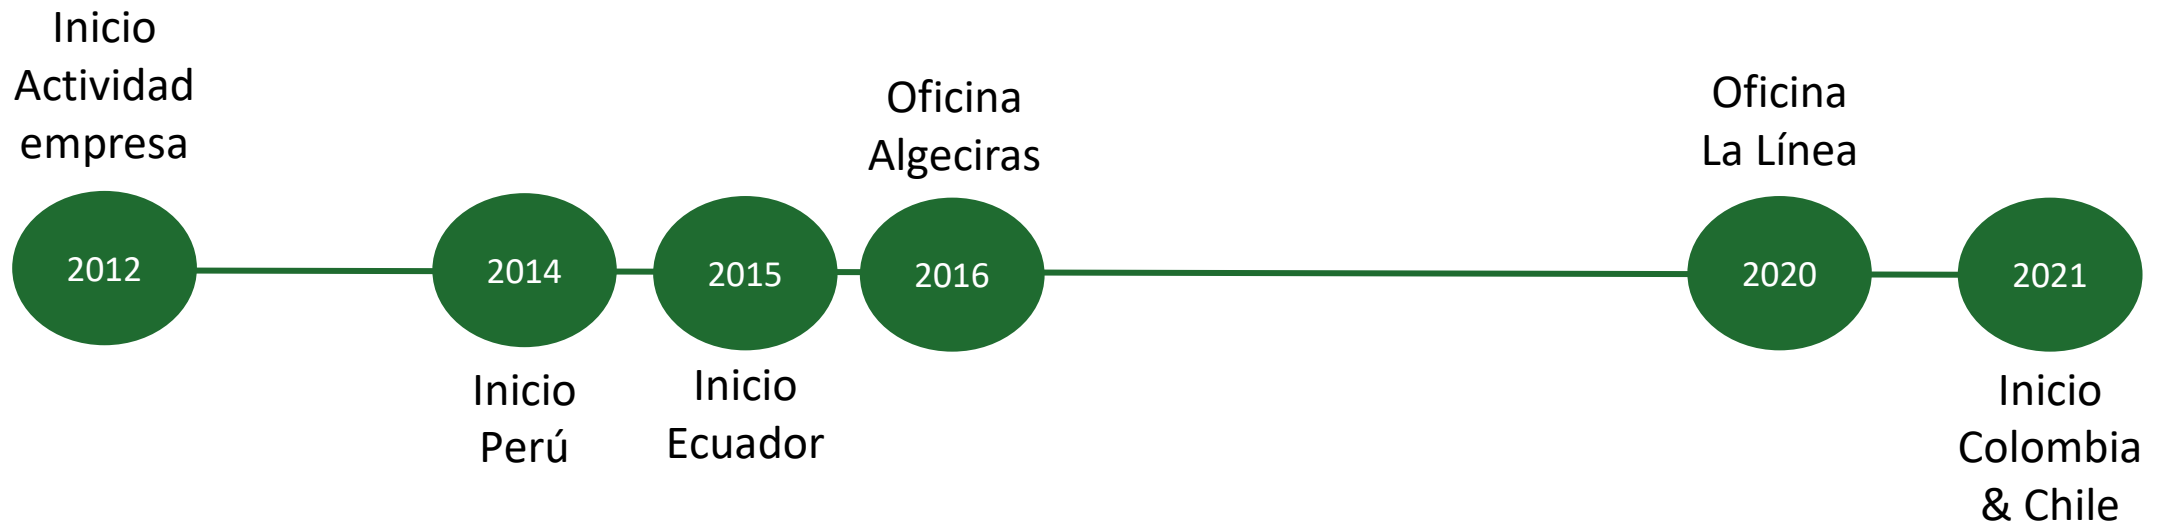 Inicio
Actividad
empresa
2012
2014
Inicio
Perú
2015
Inicio
Ecuador
Oficina
Algeciras
2016
Oficina
La Línea
2020
2021
Inicio
Colombia
& Chile